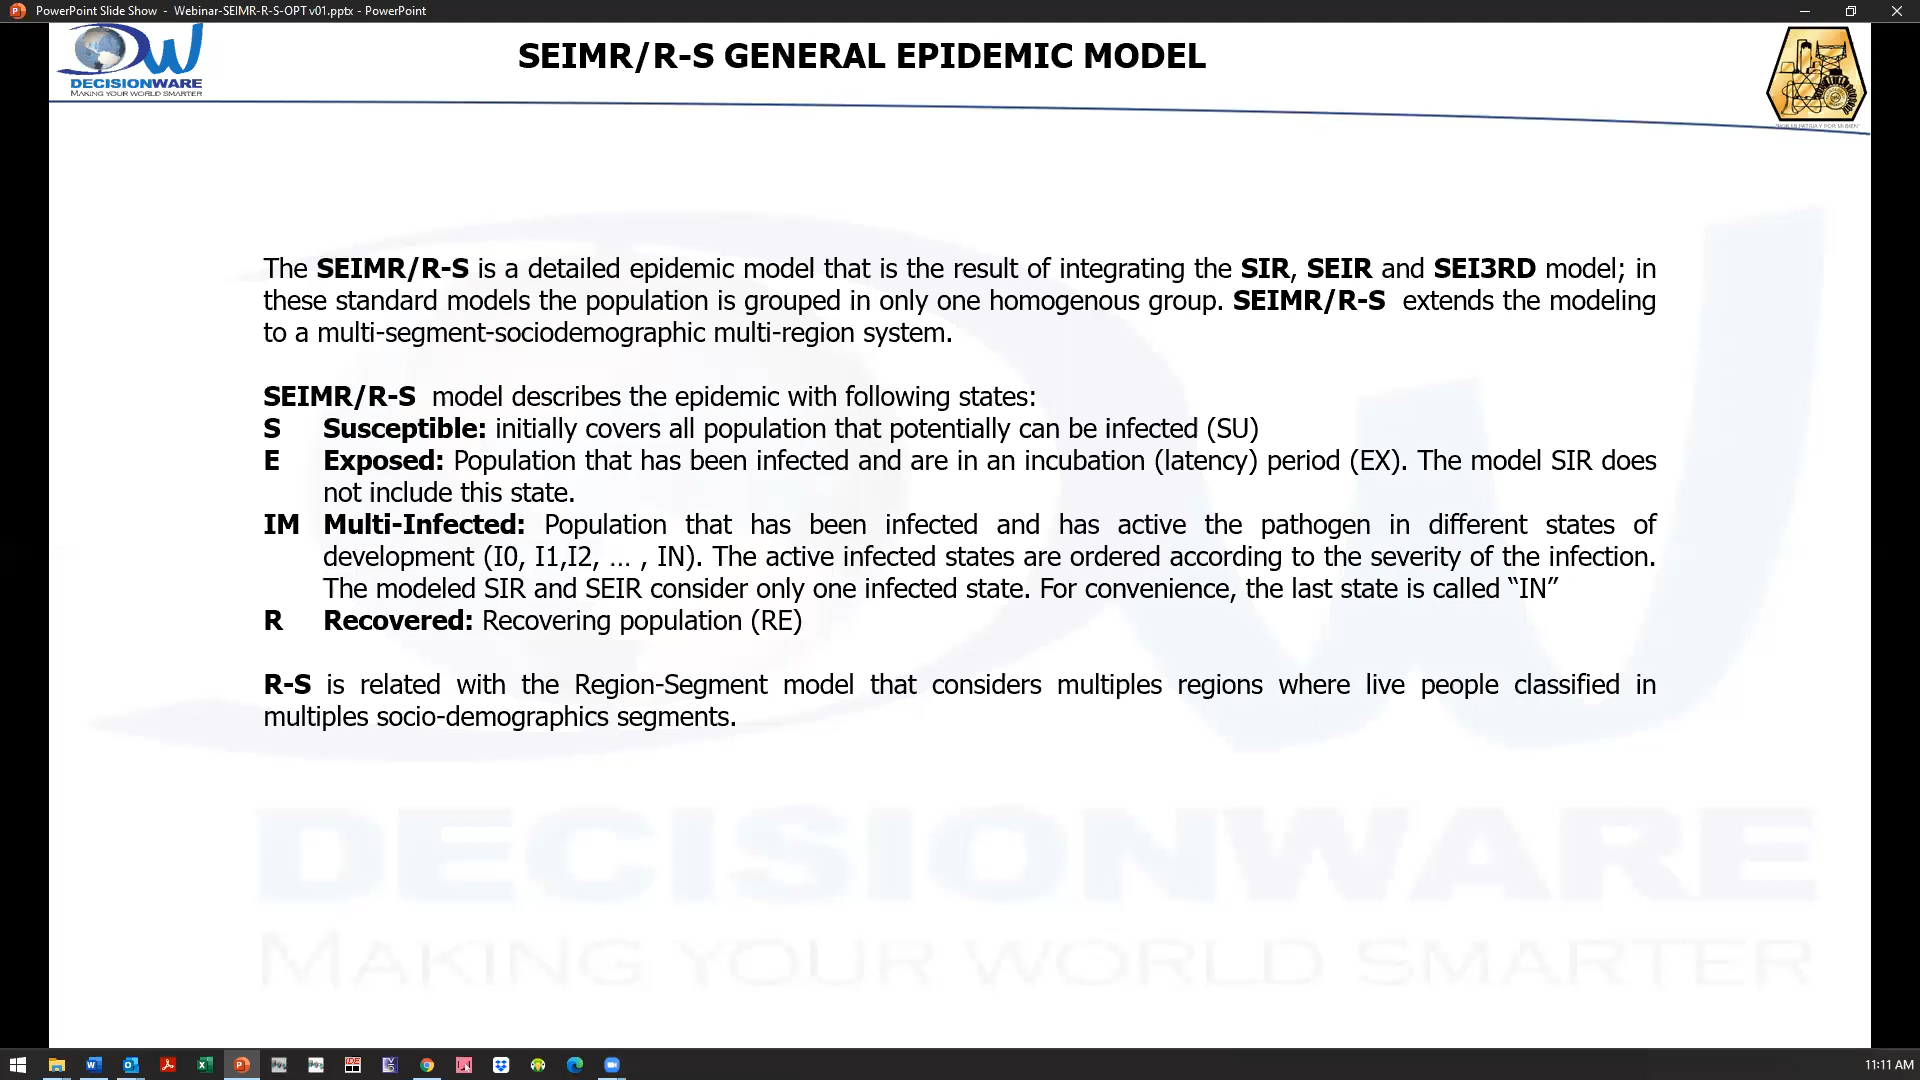 PowerPoint Slide Show - Webinar-SEIMR-R-S-OPT v01.pptx - PowerPoint
DECISIONWARE
MAKING YOUR WORLD SMARTER
SEIMR/R-S GENERAL EPIDEMIC MODEL
The SEIMR/R-S is a detailed epidemic model that is the result of integrating the SIR, SEIR and SEI3RD model; in
these standard models the population is grouped in only one homogenous group. SEIMR/R-S extends the modeling
to a multi-segment-sociodemographic multi-region system.
SEIMR/R-S model describes the epidemic with following states:
S Susceptible: initially covers all population that potentially can be infected (SU)
E Exposed: Population that has been infected and are in an incubation (latency) period (EX). The model SIR does
not include this state.
IM Multi-Infected: Population that has been infected and has active the pathogen in different states of
development (I0, I1,I2, … , IN). The active infected states are ordered according to the severity of the infection.
The modeled SIR and SEIR consider only one infected state. For convenience, the last state is called “IN”
R Recovered: Recovering population (RE)
R-S is related with the Region-Segment model that considers multiples regions where live people classified in
multiples socio-demographics segments.
DECISIONWARE
MAKING YOUR WORLD SMARTER
11:11 AM